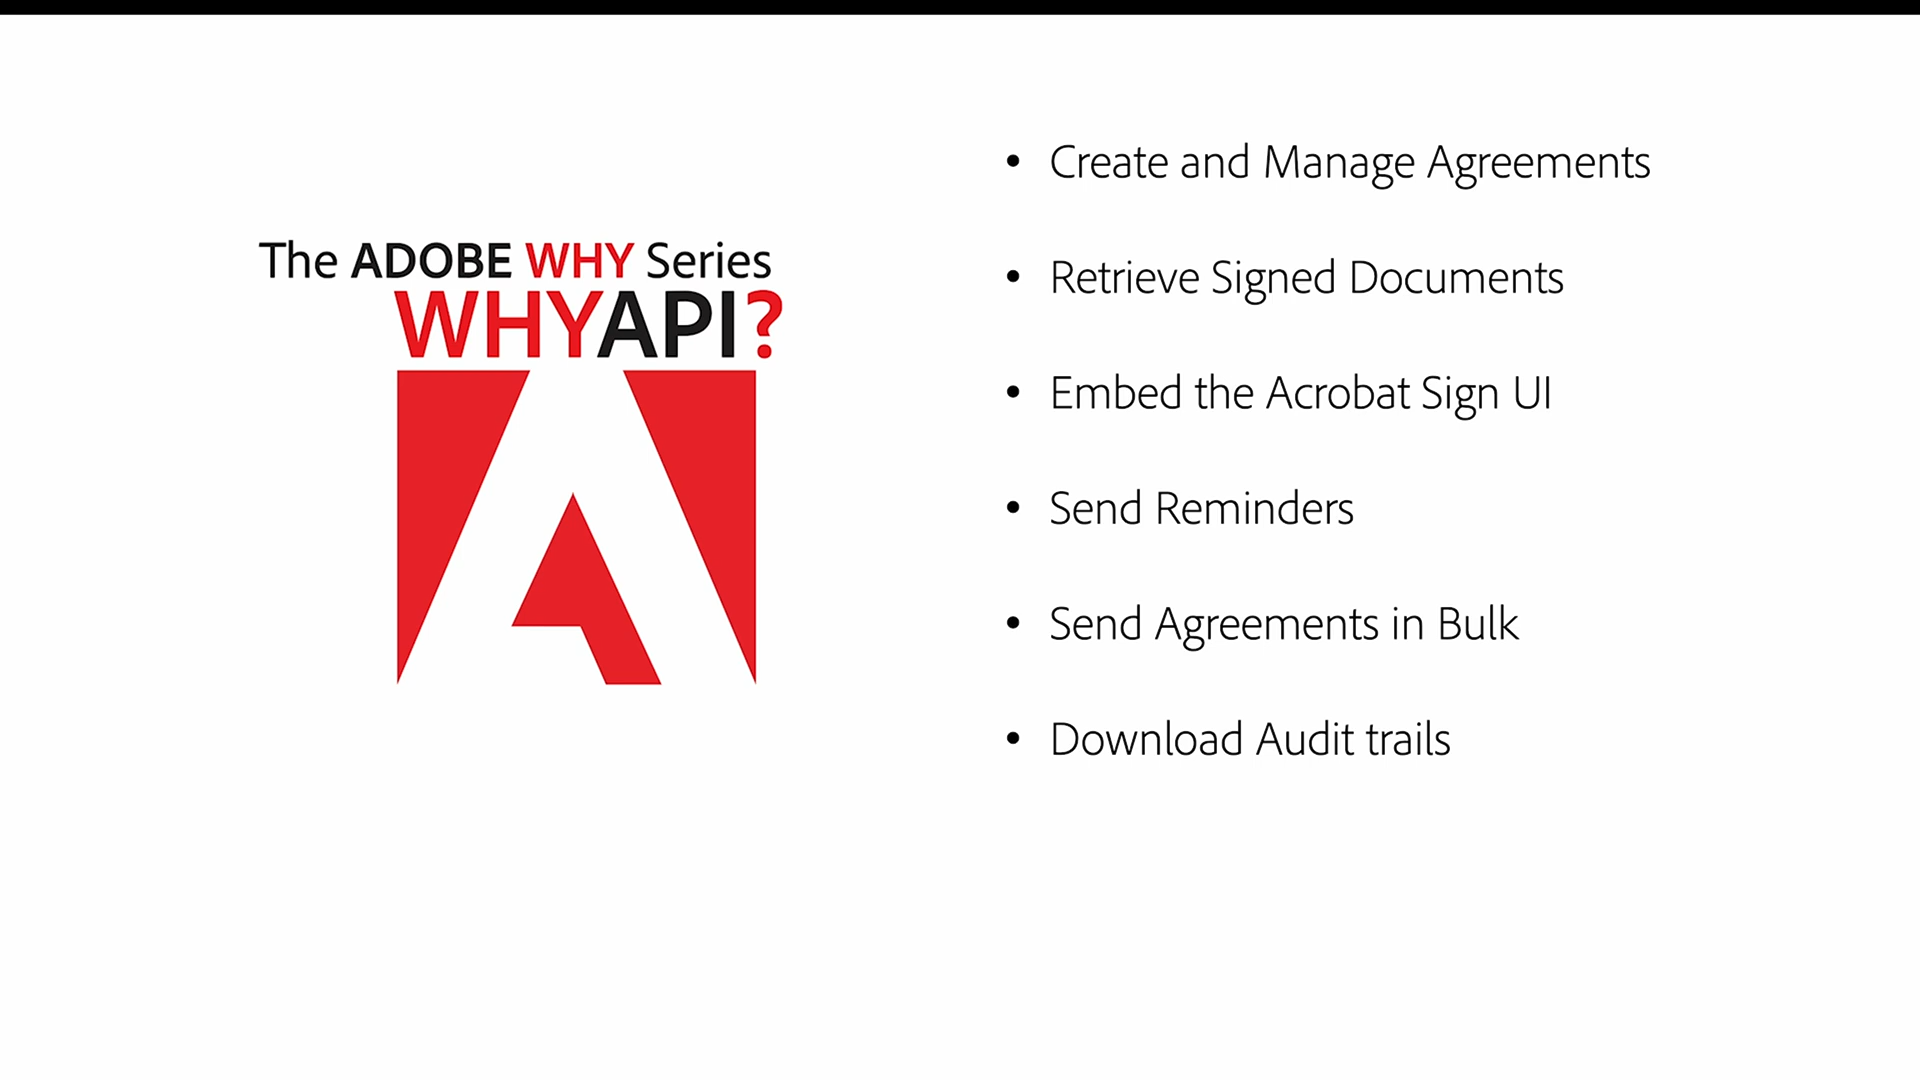 The ADOBE WHY Series
WHYAPI?
• Create and Manage Agreements
• Retrieve Signed Documents
• Embed the Acrobat Sign UI
• Send Reminders
• Send Agreements in Bulk
• Download Audit trails